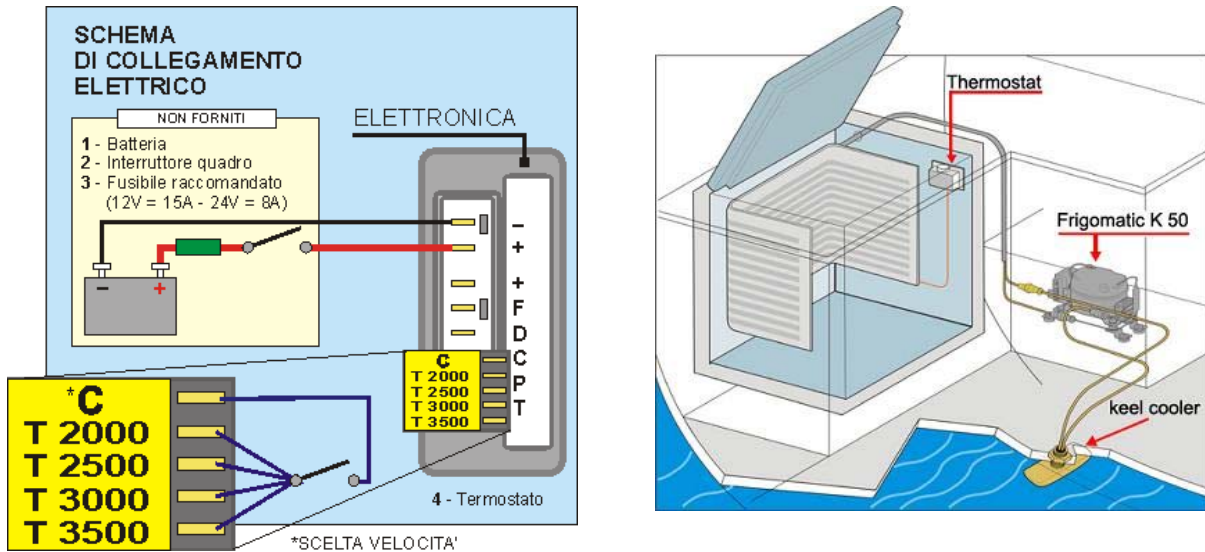 SCHEMA
DI COLLEGAMENTO
ELETTRICO
NON FORNITI
1 - Batteria
2 - Interruttore quadro
3 - Fusibile raccomandato
(12V = 15A - 24V = 8A)
ELETTRONICA
–
+
+
F
D
C
P
T
– +
C
T 2000
T 2500
T 3000
T 3500
*C
T 2000
T 2500
T 3000
T 3500
4 - Termostato
*SCELTA VELOCITA'
Thermostat
Frigomatic K 50
keel cooler